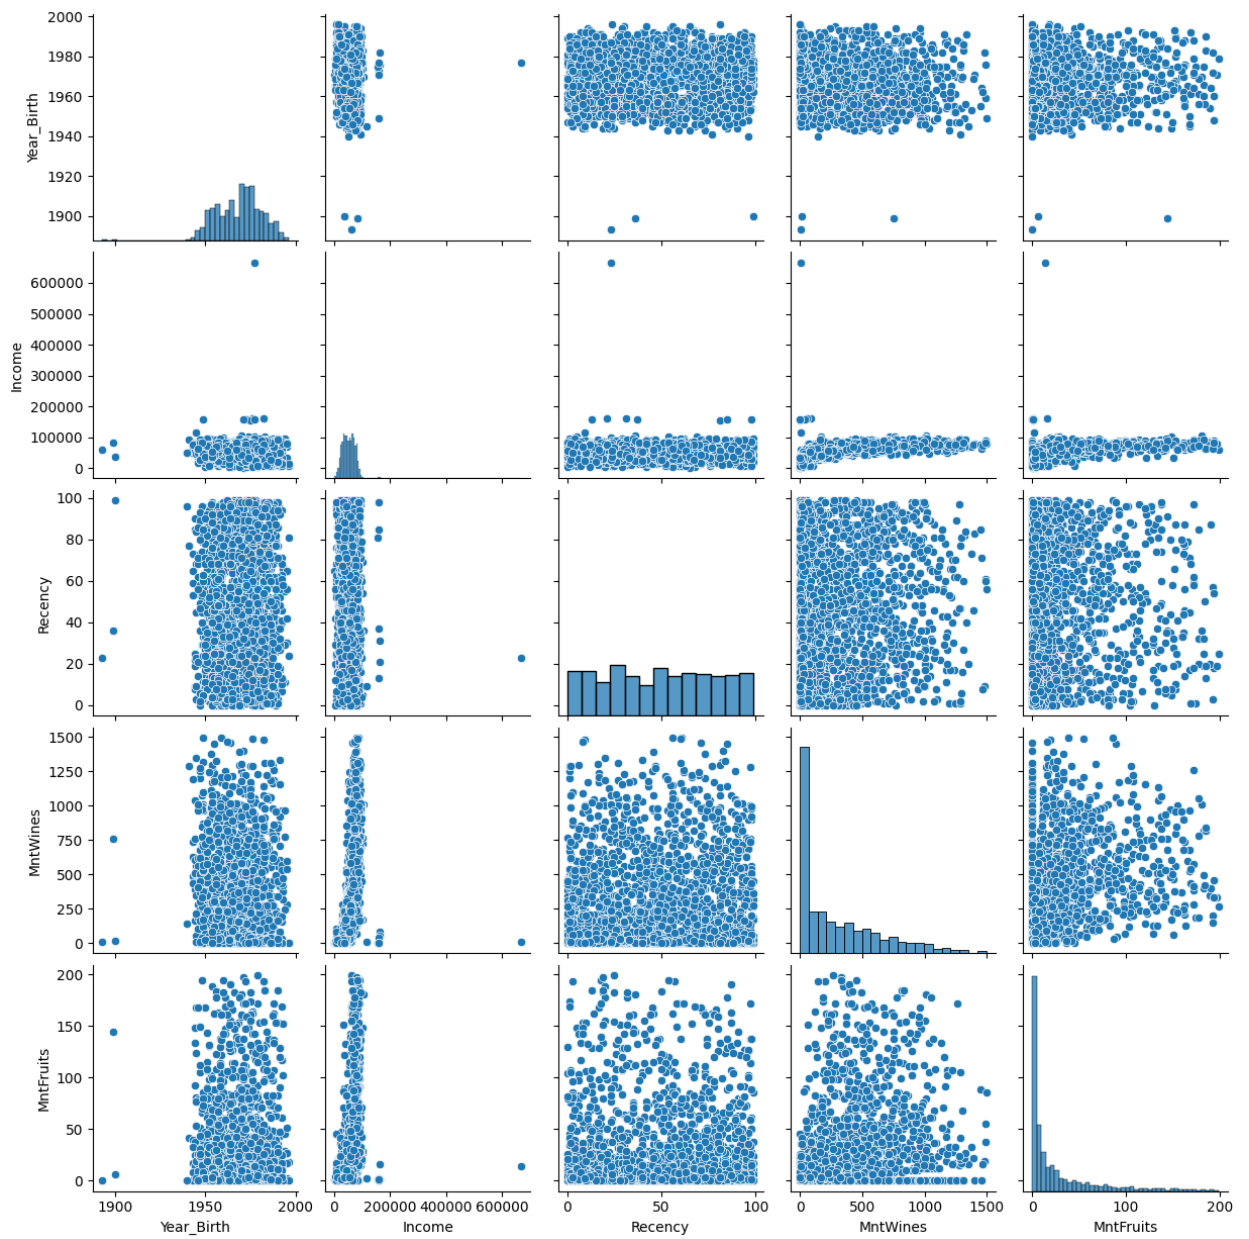 2000
1980
1960
1940
1920
1900
Year_Birth
600000
500000
400000
300000
200000
100000
0
Income
100
80
60
40
20
0
Recency
1500
1250
1000
750
500
250
0
MntWines
200
150
100
50
0
MntFruits
1900 1950 2000
0 200000 400000 600000
0 50 100
0 500 1000 1500
0 100 200
Year_Birth Income Recency MntWines MntFruits